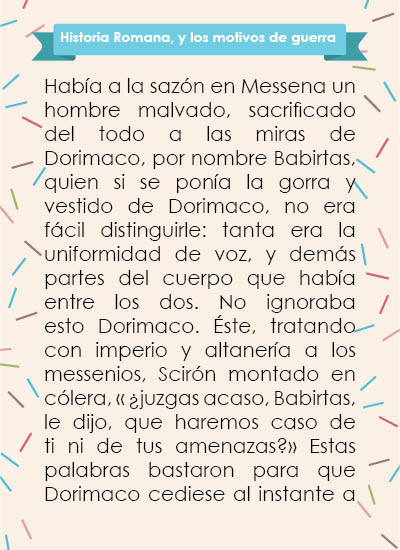 Historia Romana, y los motivos de guerra
Había a la sazón en Messena un
hombre malvado, sacrificado
del todo a las miras de
Dorimaco, por nombre Babirtas,
quien si se ponía la gorra y
vestido de Dorimaco, no era
fácil distinguirle: tanta era la
uniformidad de voz, y demás
partes del cuerpo que había
entre los dos. No ignoraba
esto Dorimaco. Éste, tratando
con imperio y altanería a los
messenios, Scirón montado en
cólera, « ¿juzgas acaso, Babirtas,
le dijo, que haremos caso de
ti ni de tus amenazas?» Estas
palabras bastaron para que
Dorimaco cediese al instante a